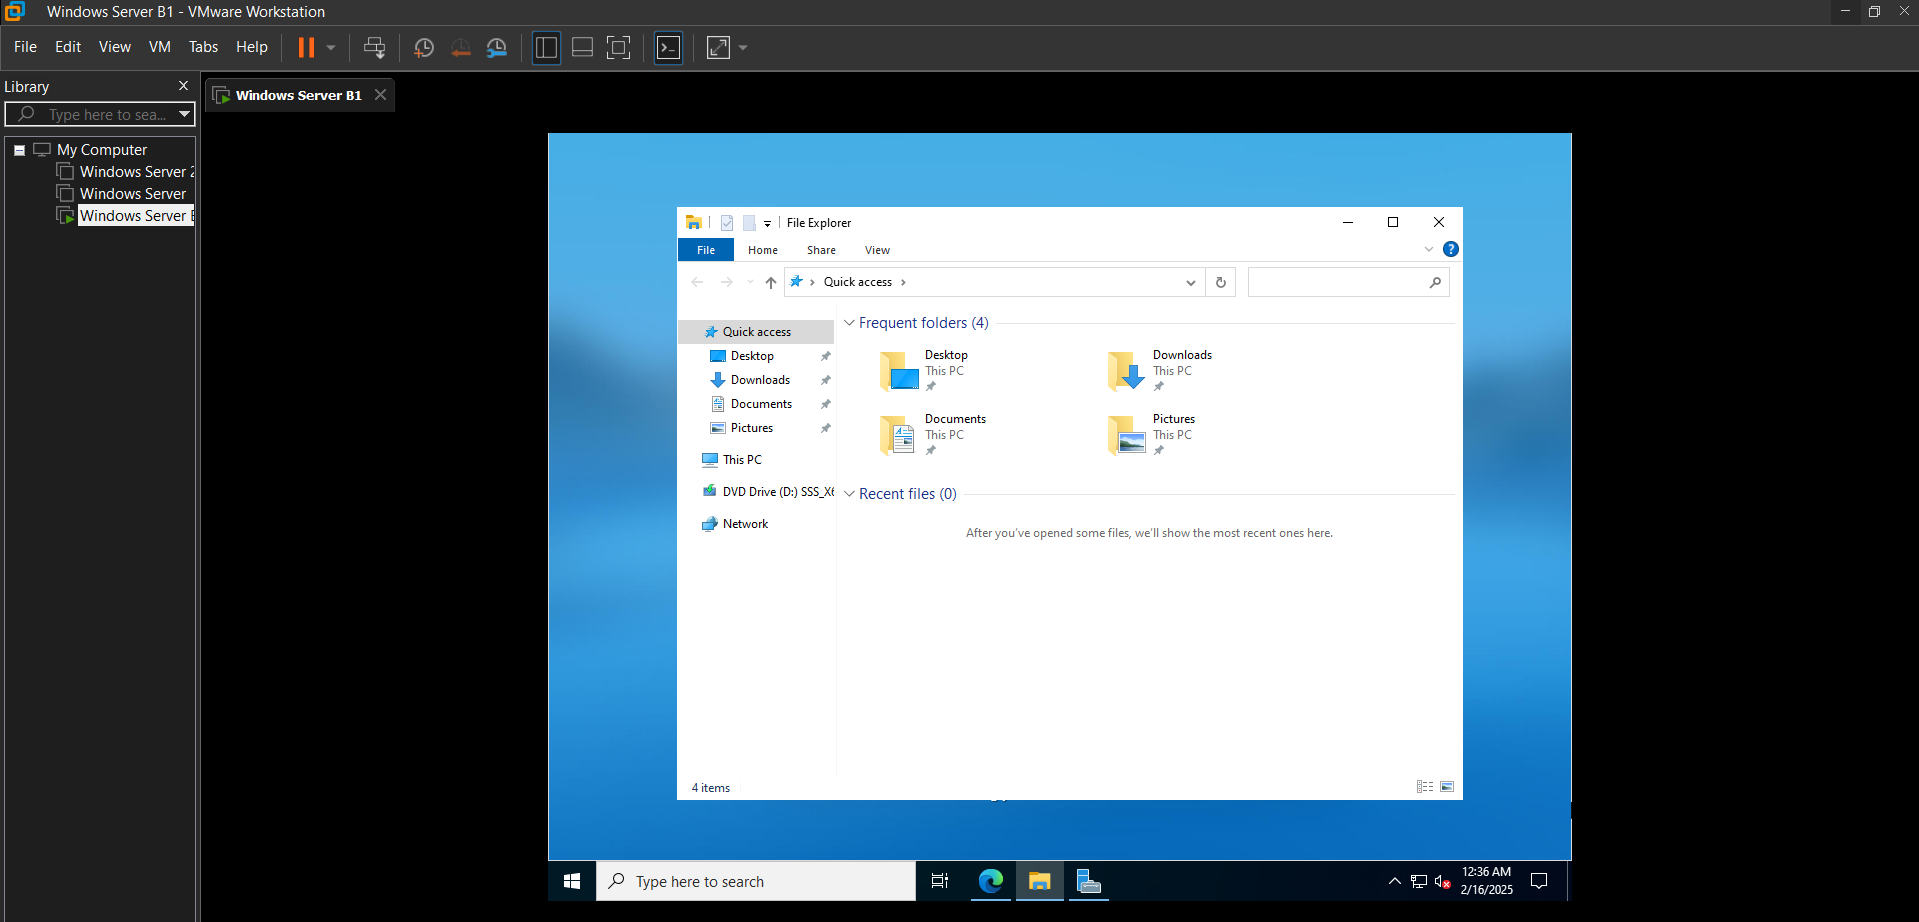 Windows Server B1 - VMware Workstation
File Edit View VM Tabs Help
Library
Type here to sea...
My Computer
Windows Server 2
Windows Server
Windows Server B
Windows Server B1
File Explorer
File Home Share View
Quick access
Quick access
Desktop
Downloads
Documents
Pictures
This PC
DVD Drive (D:) SSS_X6
Network
Frequent folders (4)
Desktop
This PC
Downloads
This PC
Documents
This PC
Pictures
This PC
Recent files (0)
After you've opened some files, we'll show the most recent ones here.
4 items
Type here to search
12:36 AM
2/16/2025